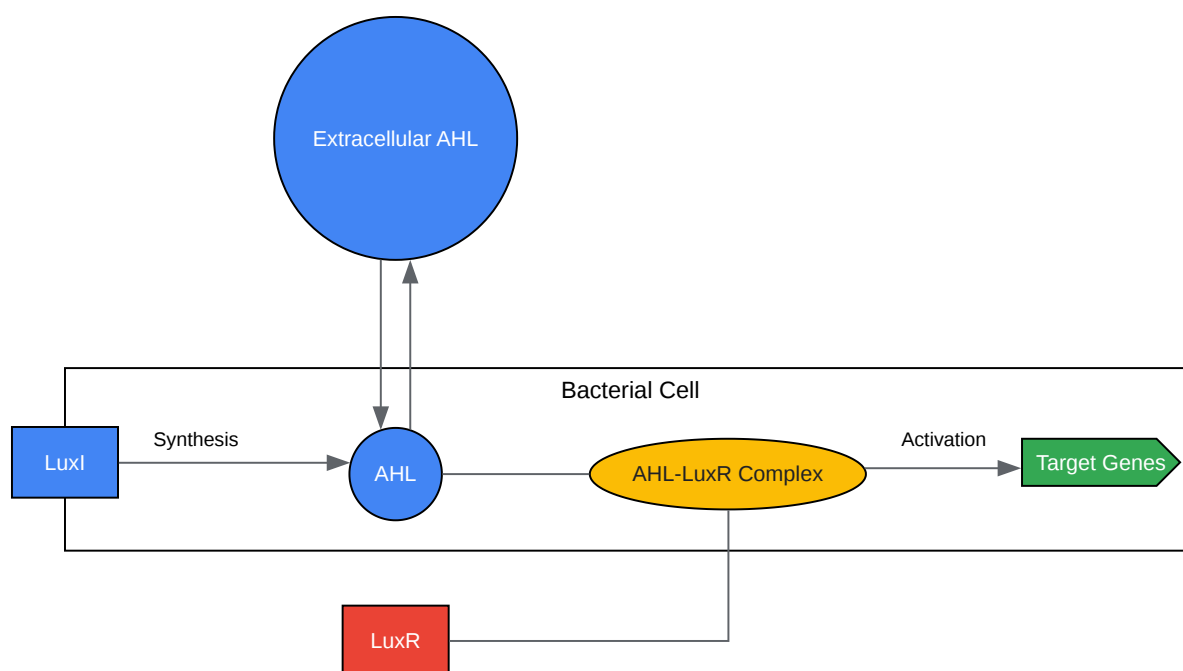 Extracellular AHL
Bacterial Cell
LuxI
Synthesis
AHL
AHL-LuxR Complex
Activation
Target Genes
LuxR